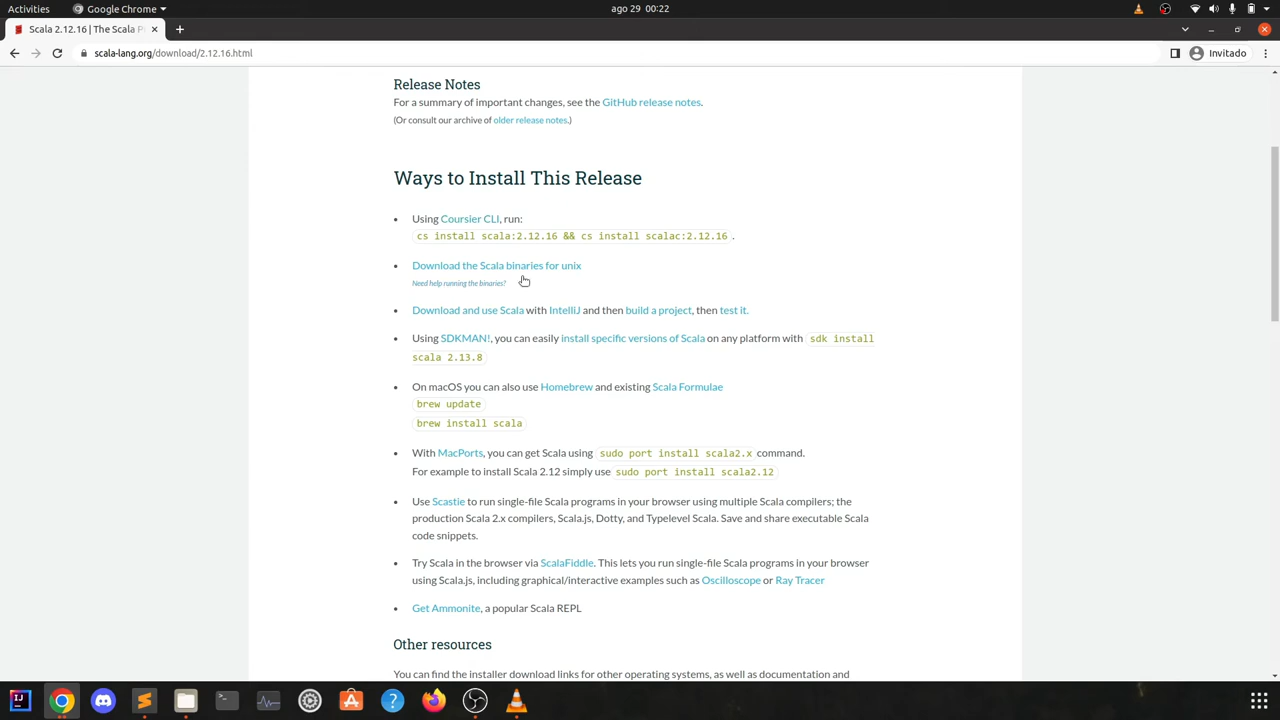 Activities
Google Chrome
ago 29 00:22
Scala 2.12.16 | The Scala P
scala-lang.org/download/2.12.16.html
Invitado
Release Notes
For a summary of important changes, see the GitHub release notes.
(Or consult our archive of older release notes.)
Ways to Install This Release
• Using Coursier CLI, run:
cs install scala:2.12.16 && cs install scalac:2.12.16 .
• Download the Scala binaries for unix
Need help running the binaries?
• Download and use Scala with IntelliJ and then build a project, then test it.
• Using SDKMAN!, you can easily install specific versions of Scala on any platform with sdk install
scala 2.13.8
• On macOS you can also use Homebrew and existing Scala Formulae
brew update
brew install scala
• With MacPorts, you can get Scala using sudo port install scala2.x command.
For example to install Scala 2.12 simply use sudo port install scala2.12
• Use Scastie to run single-file Scala programs in your browser using multiple Scala compilers; the
production Scala 2.x compilers, Scala.js, Dotty, and Typelevel Scala. Save and share executable Scala
code snippets.
• Try Scala in the browser via ScalaFiddle. This lets you run single-file Scala programs in your browser
using Scala.js, including graphical/interactive examples such as Oscilloscope or Ray Tracer
• Get Ammonite, a popular Scala REPL
Other resources
You can find the installer download links for other operating systems, as well as documentation and